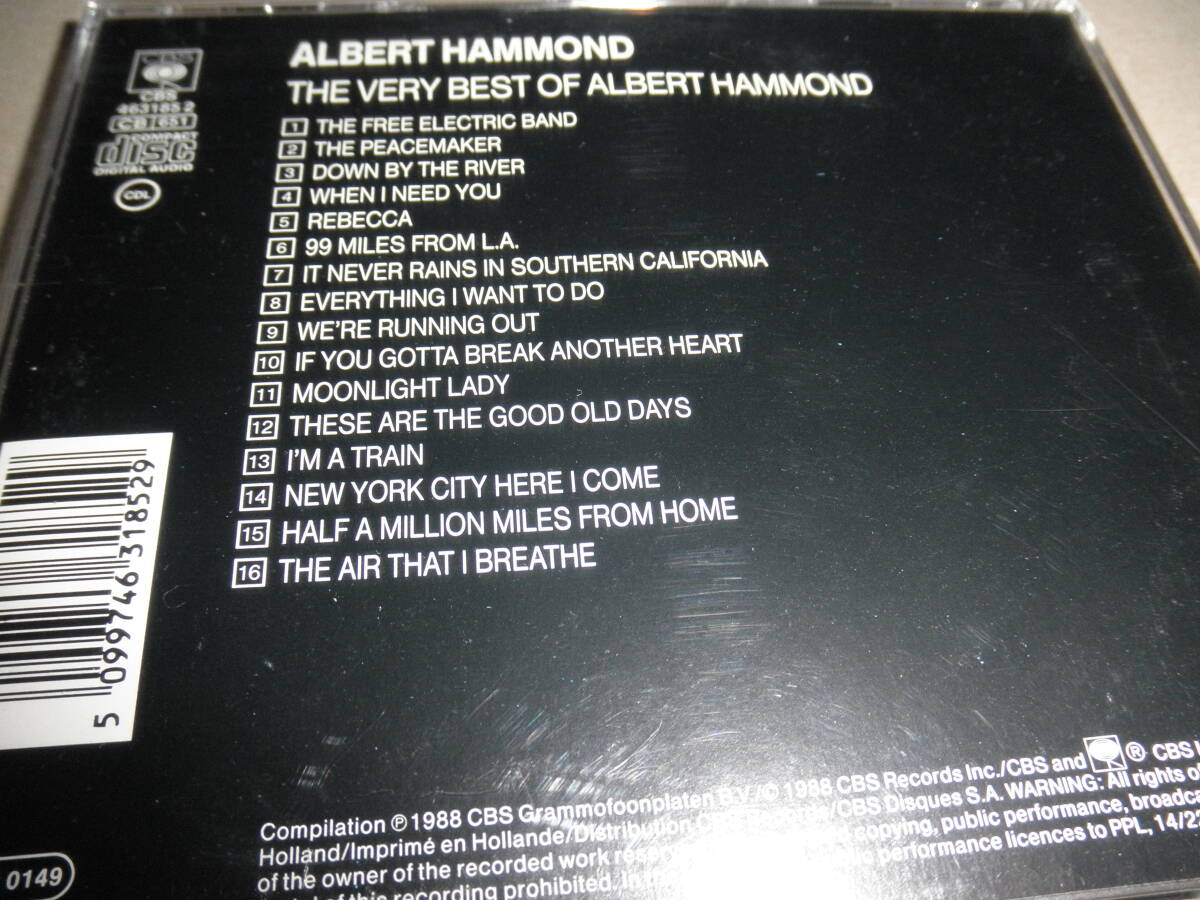 ALBERT HAMMOND
THE VERY BEST OF ALBERT HAMMOND
CBS
CBS
463185 2
CB 651
COMPACT
disc
DIGITAL AUDIO
CDL
1 THE FREE ELECTRIC BAND
2 THE PEACEMAKER
3 DOWN BY THE RIVER
4 WHEN I NEED YOU
5 REBECCA
6 99 MILES FROM L.A.
7 IT NEVER RAINS IN SOUTHERN CALIFORNIA
8 EVERYTHING I WANT TO DO
9 WE'RE RUNNING OUT
10 IF YOU GOTTA BREAK ANOTHER HEART
11 MOONLIGHT LADY
12 THESE ARE THE GOOD OLD DAYS
13 I'M A TRAIN
14 NEW YORK CITY HERE I COME
15 HALF A MILLION MILES FROM HOME
16 THE AIR THAT I BREATHE
5 099746 318529
Compilation ℗ 1988 CBS Grammofoonplaten B.V./© 1988 CBS Records Inc./CBS and ® CBS
Holland/Imprimé en Hollande/Distribution CBS Records/CBS Disques S.A. WARNING: All rights of
of the owner of the recorded work copying, public performance,
performance licences to PPL,
of this recording prohibited. In
0149